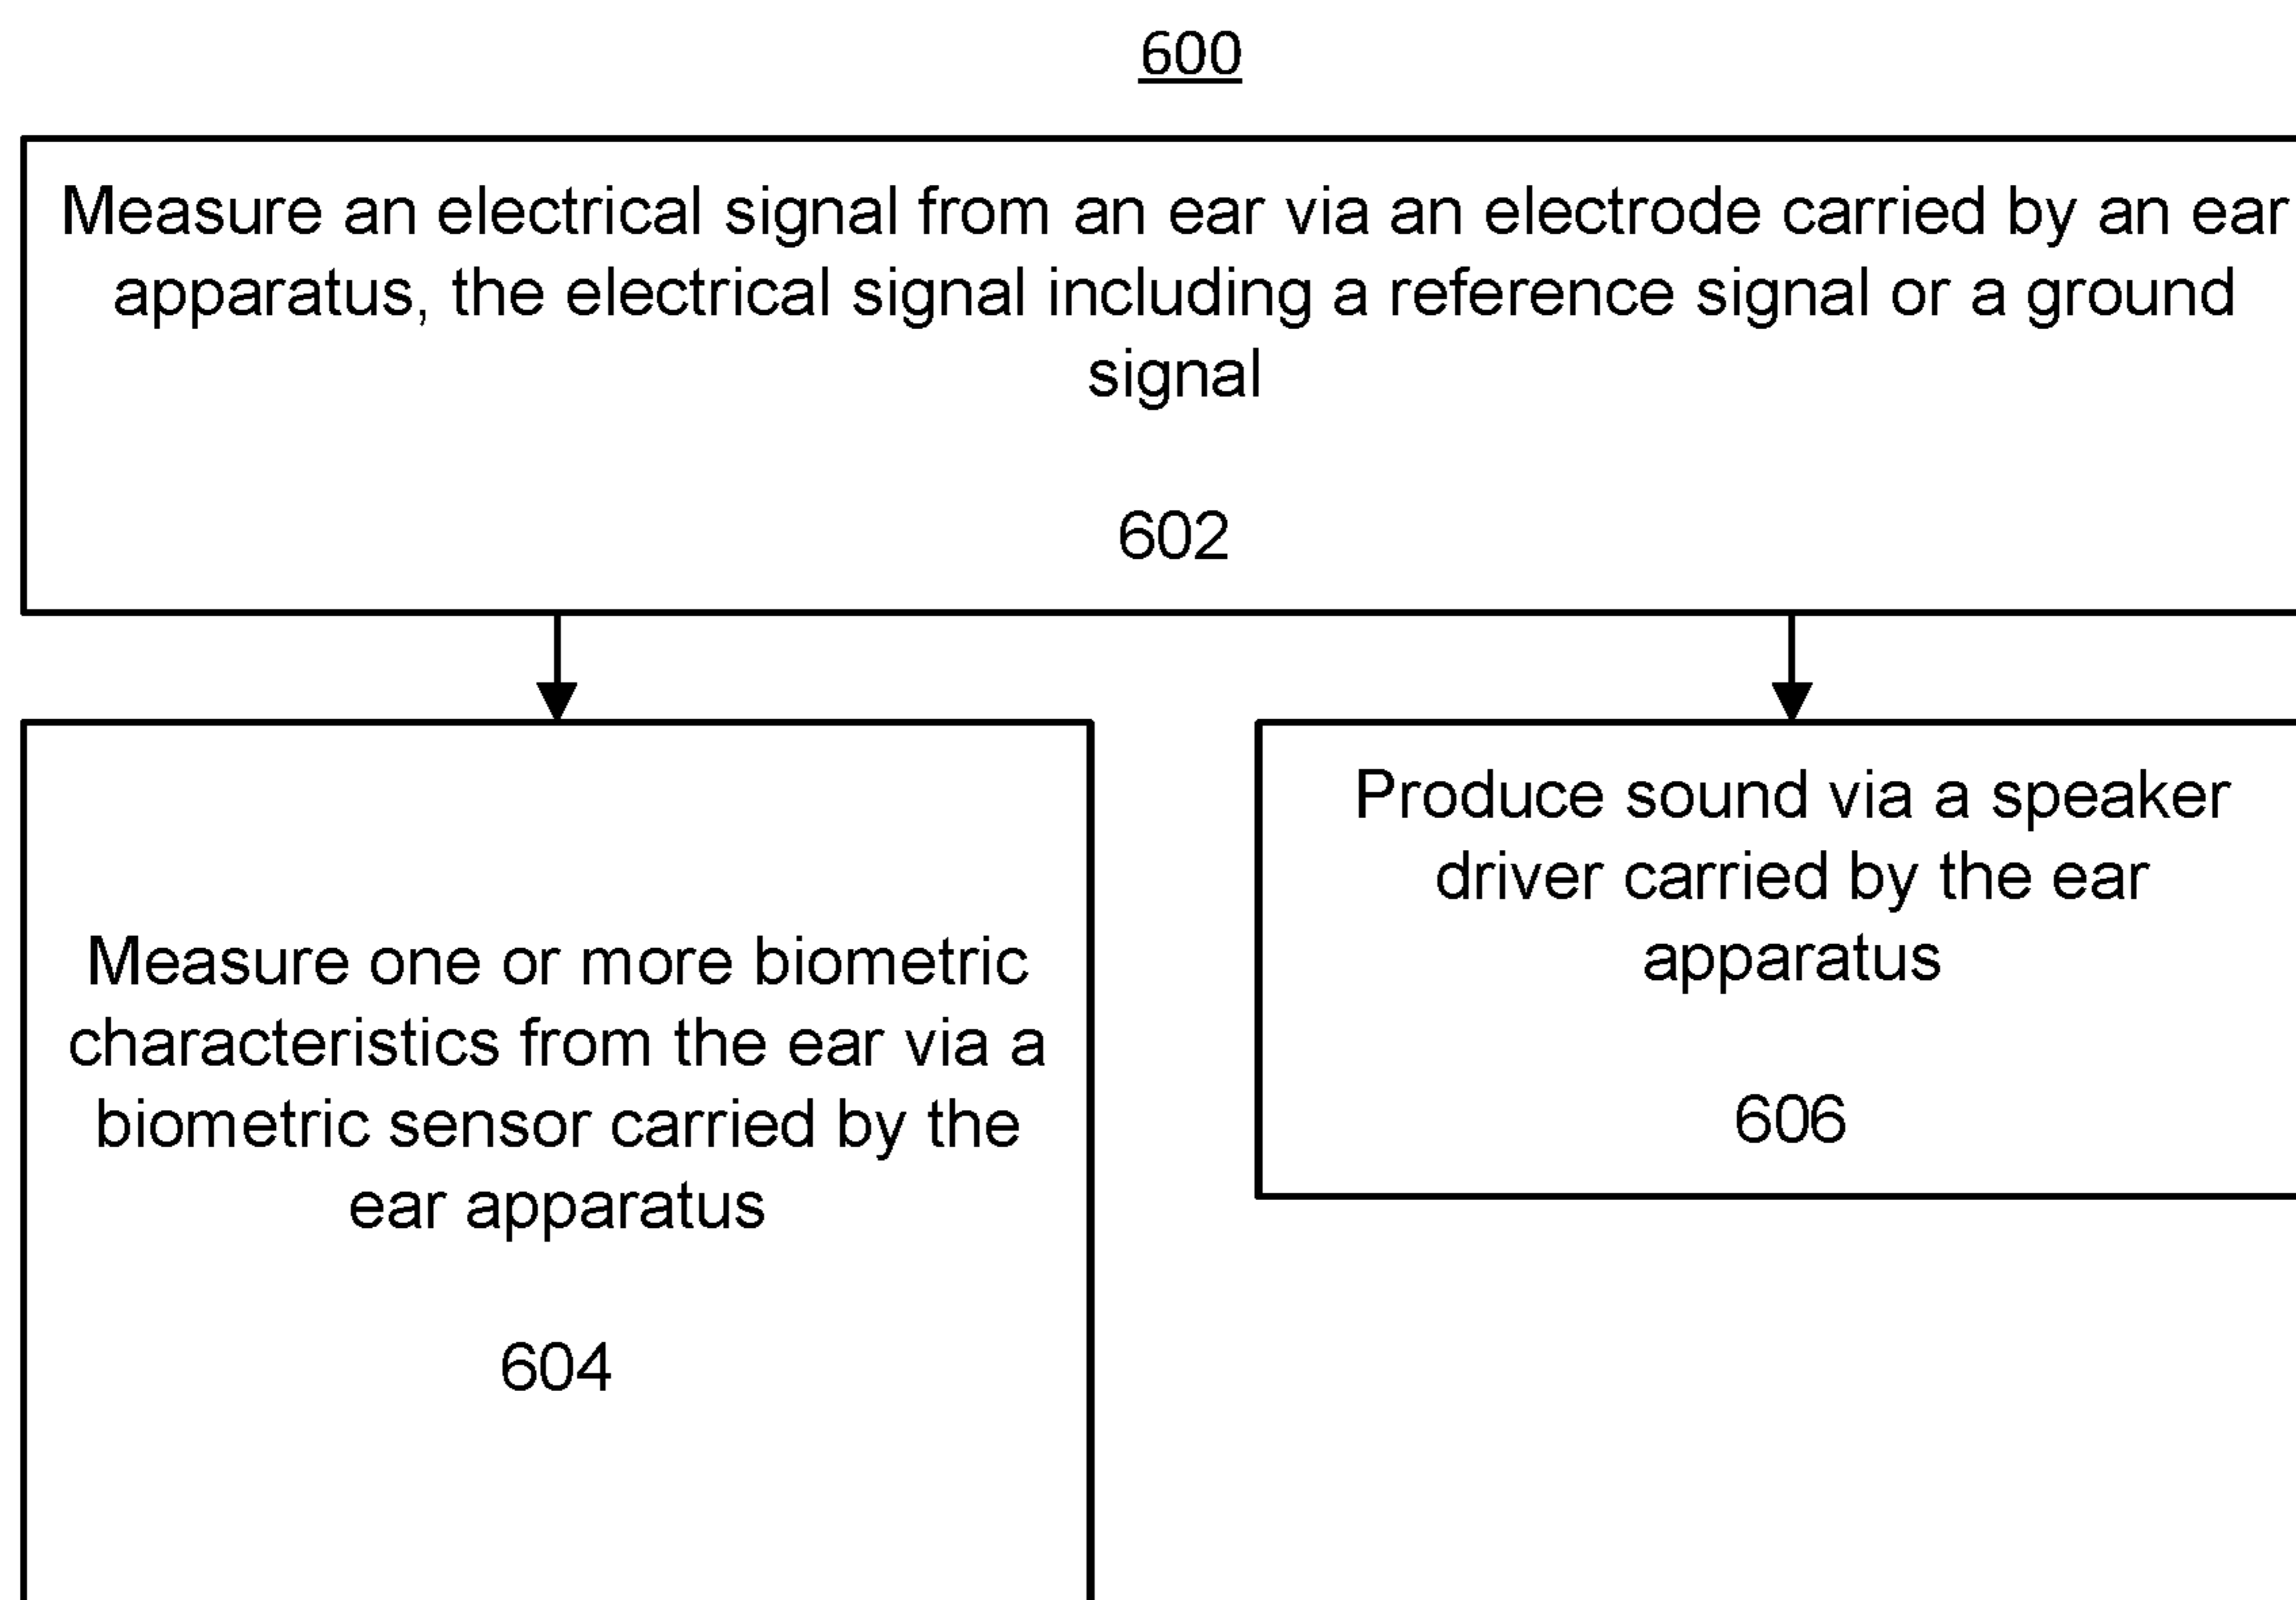 600
Measure an electrical signal from an ear via an electrode carried by an ear
apparatus, the electrical signal including a reference signal or a ground
signal
602
Measure one or more biometric
characteristics from the ear via a
biometric sensor carried by the
ear apparatus
604
Produce sound via a speaker
driver carried by the ear
apparatus
606